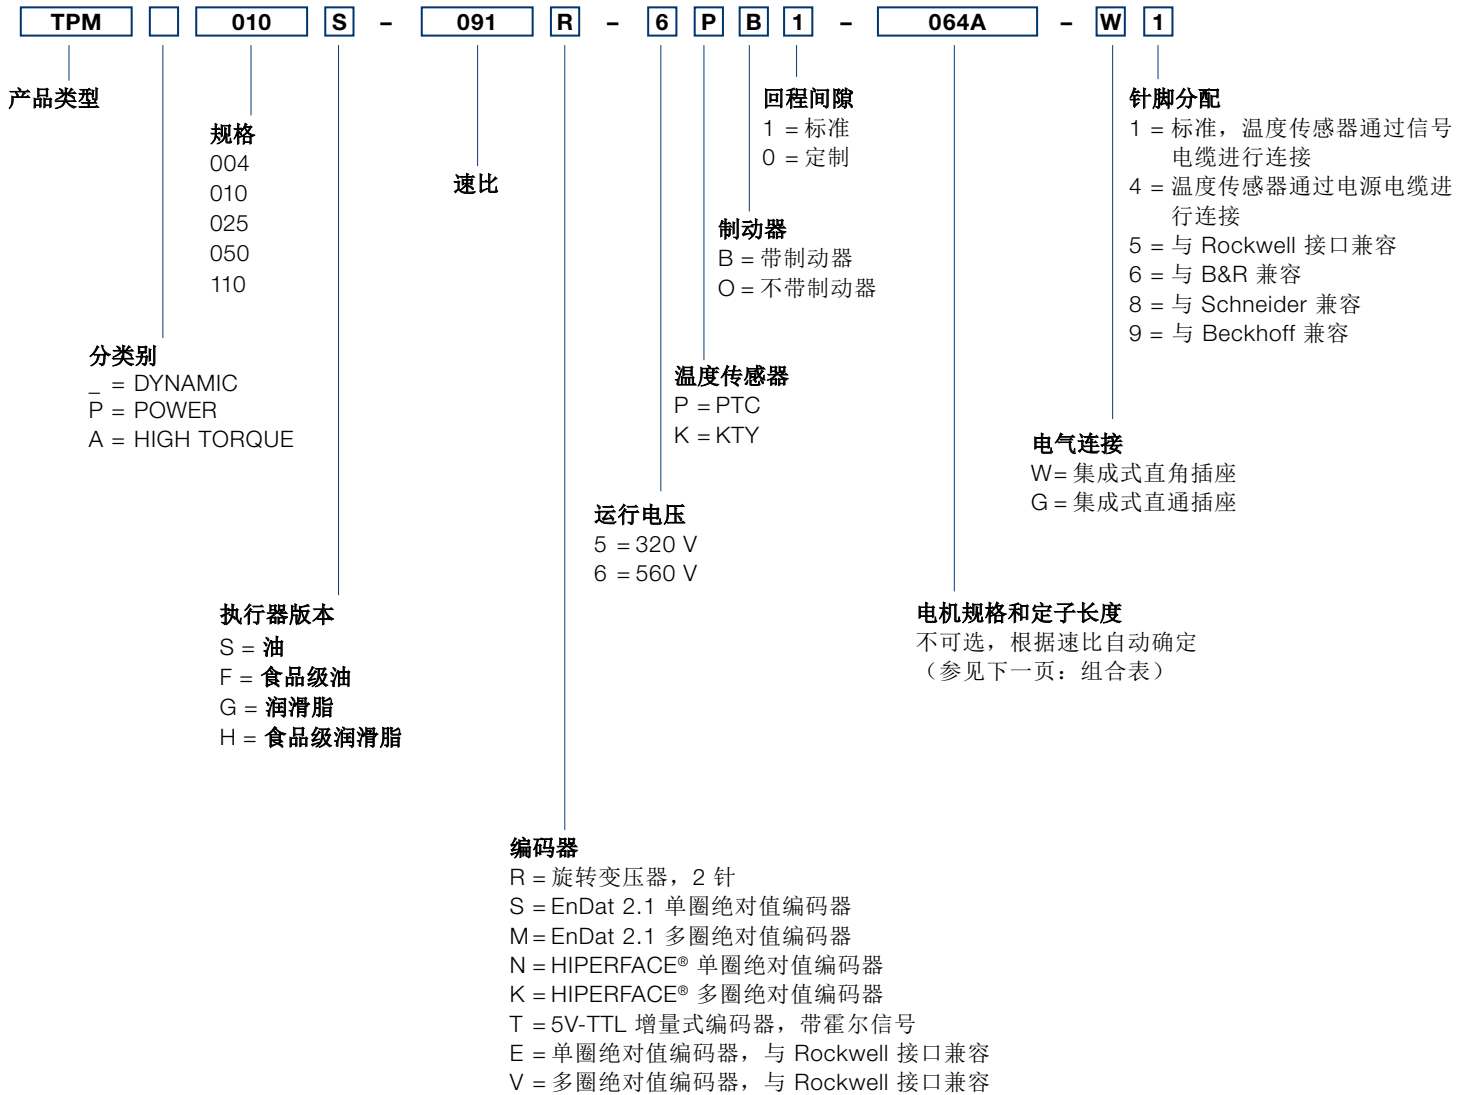 TPM 010 S – 091 R – 6 P B 1 – 064A – W 1
产品类型
规格
004
010
025
050
110
分类别
_ = DYNAMIC
P = POWER
A = HIGH TORQUE
执行器版本
S = 油
F = 食品级油
G = 润滑脂
H = 食品级润滑脂
速比
编码器
R = 旋转变压器，2 针
S = EnDat 2.1 单圈绝对值编码器
M = EnDat 2.1 多圈绝对值编码器
N = HIPERFACE® 单圈绝对值编码器
K = HIPERFACE® 多圈绝对值编码器
T = 5V-TTL 增量式编码器，带霍尔信号
E = 单圈绝对值编码器，与 Rockwell 接口兼容
V = 多圈绝对值编码器，与 Rockwell 接口兼容
运行电压
5 = 320 V
6 = 560 V
温度传感器
P = PTC
K = KTY
制动器
B = 带制动器
O = 不带制动器
回程间隙
1 = 标准
0 = 定制
电机规格和定子长度
不可选，根据速比自动确定
（参见下一页：组合表）
电气连接
W = 集成式直角插座
G = 集成式直通插座
针脚分配
1 = 标准，温度传感器通过信号
电缆进行连接
4 = 温度传感器通过电源电缆进
行连接
5 = 与 Rockwell 接口兼容
6 = 与 B&R 兼容
8 = 与 Schneider 兼容
9 = 与 Beckhoff 兼容